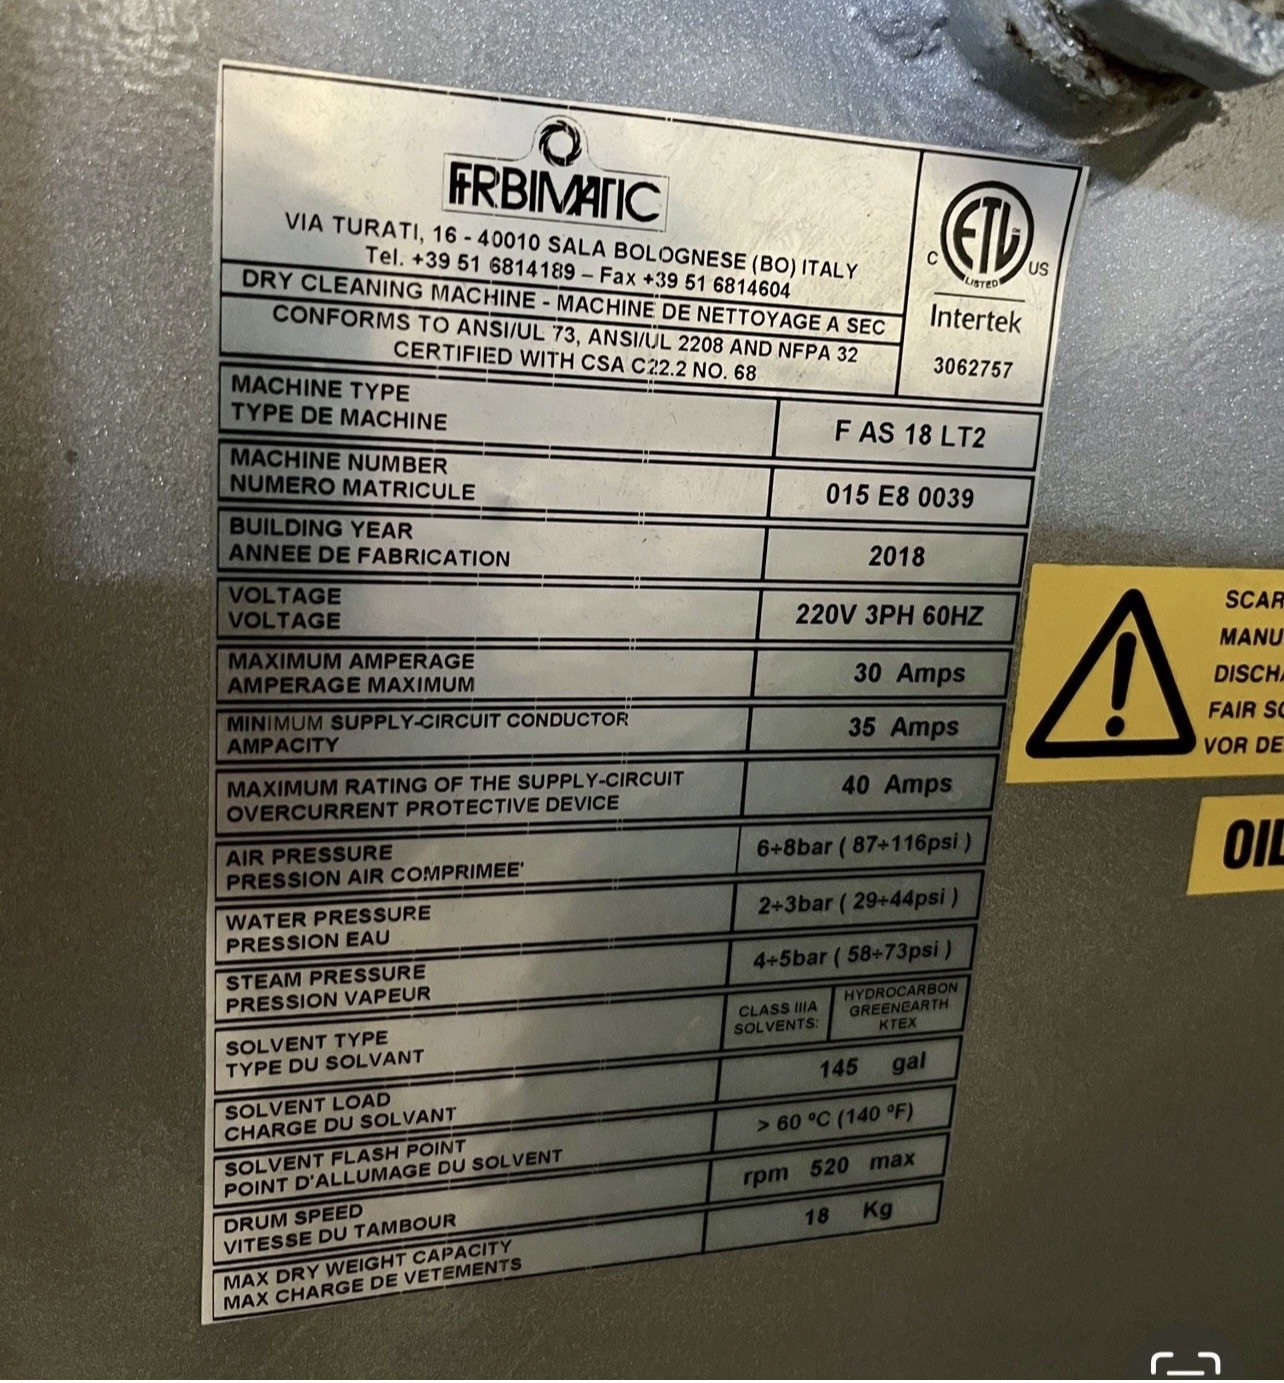 FIRBIMATIC
VIA TURATI, 16 - 40010 SALA BOLOGNESE (BO) ITALY
Tel. +39 51 6814189 – Fax +39 51 6814604
DRY CLEANING MACHINE - MACHINE DE NETTOYAGE A SEC
CONFORMS TO ANSI/UL 73, ANSI/UL 2208 AND NFPA 32
CERTIFIED WITH CSA C22.2 NO. 68
C ETL US
LISTED
Intertek
3062757
MACHINE TYPE
TYPE DE MACHINE
F AS 18 LT2
MACHINE NUMBER
NUMERO MATRICULE
015 E8 0039
BUILDING YEAR
ANNEE DE FABRICATION
2018
VOLTAGE
VOLTAGE
220V 3PH 60HZ
MAXIMUM AMPERAGE
AMPERAGE MAXIMUM
30 Amps
MINIMUM SUPPLY-CIRCUIT CONDUCTOR
AMPACITY
35 Amps
MAXIMUM RATING OF THE SUPPLY-CIRCUIT
OVERCURRENT PROTECTIVE DEVICE
40 Amps
AIR PRESSURE
PRESSION AIR COMPRIMEE'
6÷8bar ( 87÷116psi )
WATER PRESSURE
PRESSION EAU
2÷3bar ( 29÷44psi )
STEAM PRESSURE
PRESSION VAPEUR
4÷5bar ( 58÷73psi )
SOLVENT TYPE
TYPE DU SOLVANT
CLASS IIIA
SOLVENTS:
HYDROCARBON
GREENEARTH
KTEX
SOLVENT LOAD
CHARGE DU SOLVANT
145 gal
SOLVENT FLASH POINT
POINT D'ALLUMAGE DU SOLVENT
> 60 ºC (140 ºF)
DRUM SPEED
VITESSE DU TAMBOUR
rpm 520 max
MAX DRY WEIGHT CAPACITY
MAX CHARGE DE VETEMENTS
18 Kg
SCAR
MANU
DISCHA
FAIR SC
VOR DE
OIL